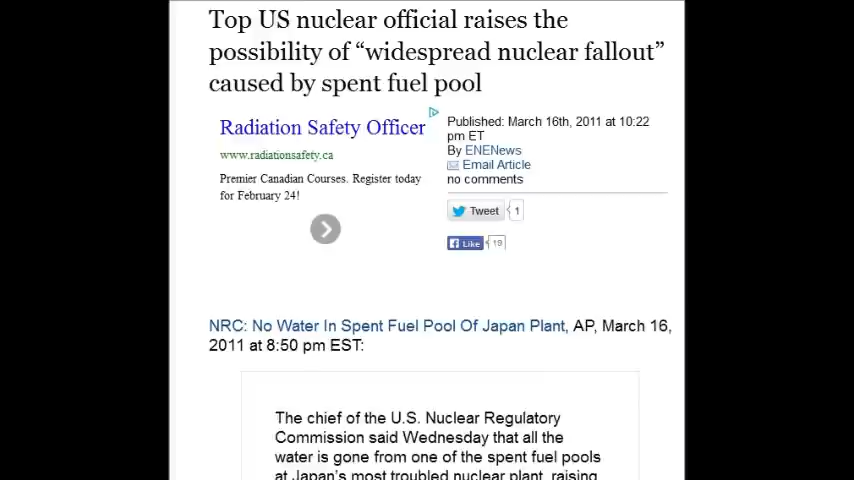 Top US nuclear official raises the
possibility of “widespread nuclear fallout”
caused by spent fuel pool
Radiation Safety Officer
www.radiationsafety.ca
Premier Canadian Courses. Register today
for February 24!
Published: March 16th, 2011 at 10:22
pm ET
By ENENews
Email Article
no comments
Tweet 1
Like 19
NRC: No Water In Spent Fuel Pool Of Japan Plant, AP, March 16,
2011 at 8:50 pm EST:
The chief of the U.S. Nuclear Regulatory
Commission said Wednesday that all the
water is gone from one of the spent fuel pools
at Japan’s most troubled nuclear plant, raising